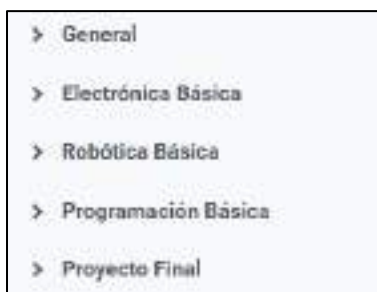 > General
> Electrónica Básica
> Robótica Básica
> Programación Básica
> Proyecto Final